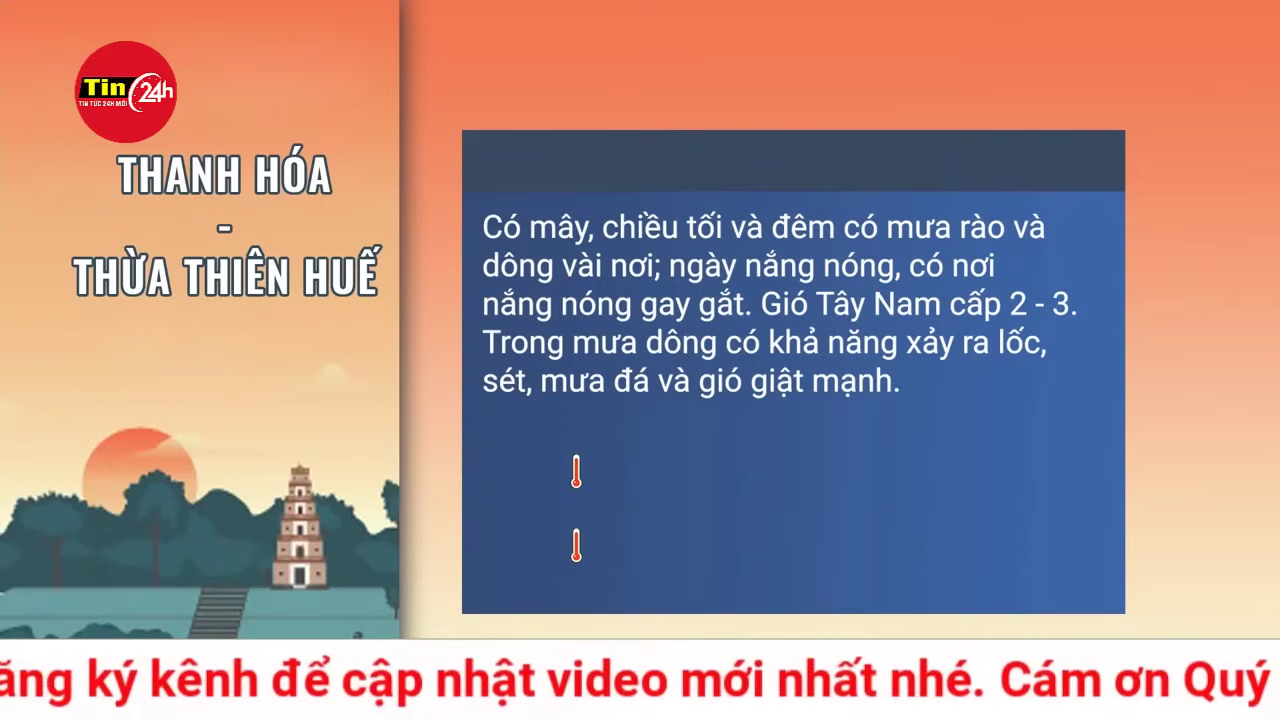 Tin 24h
TIN TỨC 24H MỚI
THANH HÓA
-
THỪA THIÊN HUẾ
Có mây, chiều tối và đêm có mưa rào và
dông vài nơi; ngày nắng nóng, có nơi
nắng nóng gay gắt. Gió Tây Nam cấp 2 - 3.
Trong mưa dông có khả năng xảy ra lốc,
sét, mưa đá và gió giật mạnh.
ăng ký kênh để cập nhật video mới nhất nhé. Cám ơn Quý